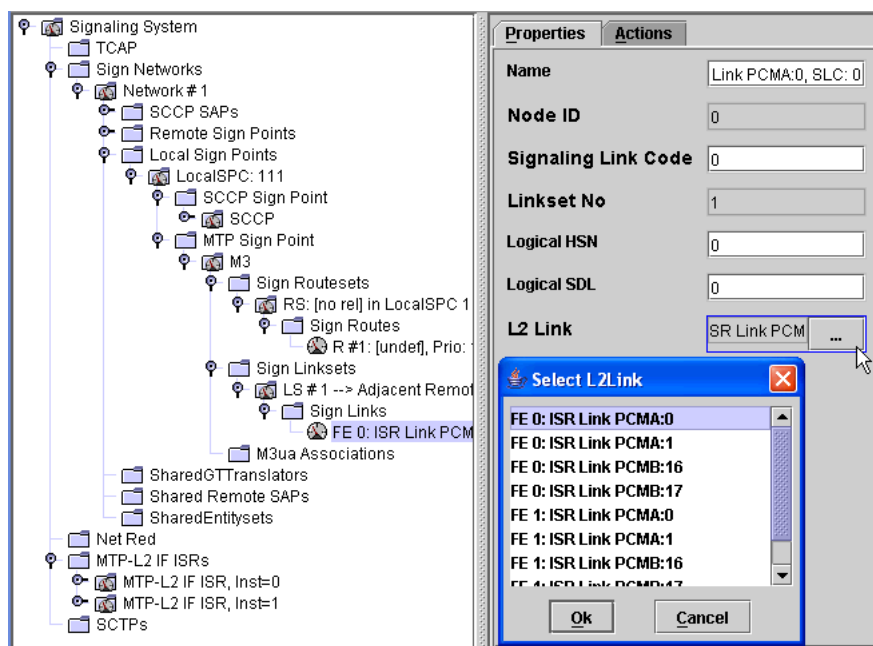 Signaling System
TCAP
Sign Networks
Network # 1
SCCP SAPs
Remote Sign Points
Local Sign Points
LocalSPC: 111
SCCP Sign Point
SCCP
MTP Sign Point
M3
Sign Routesets
RS: [no rel] in LocalSPC 1
Sign Routes
R #1: [undef], Prio:
Sign Linksets
LS # 1 --> Adjacent Remot
Sign Links
FE 0: ISR Link PCM
M3ua Associations
SharedGTTranslators
Shared Remote SAPs
SharedEntitysets
Net Red
MTP-L2 IF ISRs
MTP-L2 IF ISR, Inst=0
MTP-L2 IF ISR, Inst=1
SCTPs
Properties Actions
Name Link PCMA:0, SLC: 0
Node ID 0
Signaling Link Code 0
Linkset No 1
Logical HSN 0
Logical SDL 0
L2 Link SR Link PCM ...
Select L2Link
FE 0: ISR Link PCMA:0
FE 0: ISR Link PCMA:1
FE 0: ISR Link PCMB:16
FE 0: ISR Link PCMB:17
FE 1: ISR Link PCMA:0
FE 1: ISR Link PCMA:1
FE 1: ISR Link PCMB:16
FE 1: ISR Link PCMB:17
Ok Cancel